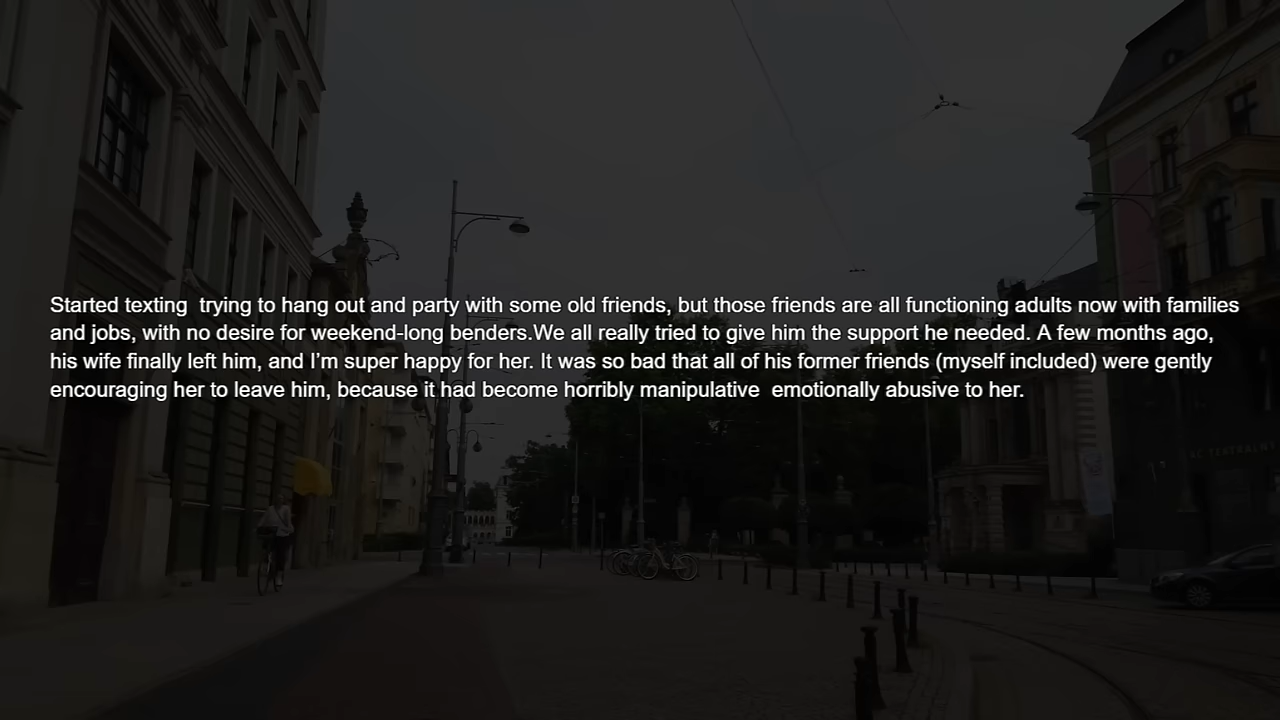 Started texting  trying to hang out and party with some old friends, but those friends are all functioning adults now with families
and jobs, with no desire for weekend-long benders.We all really tried to give him the support he needed. A few months ago,
his wife finally left him, and I'm super happy for her. It was so bad that all of his former friends (myself included) were gently
encouraging her to leave him, because it had become horribly manipulative  emotionally abusive to her.